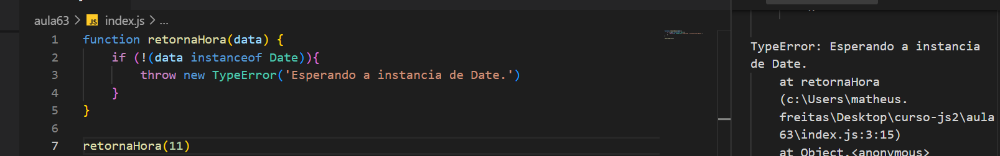 aula63 > JS index.js > ...
1 function retornaHora(data) {
2 if (!(data instanceof Date)){
3 throw new TypeError('Esperando a instancia de Date.')
4 }
5 }
6
7 retornaHora(11)
TypeError: Esperando a instancia
de Date.
at retornaHora
(c:\Users\matheus.
freitas\Desktop\curso-js2\aula
63\index.js:3:15)
at Object.<anonymous>